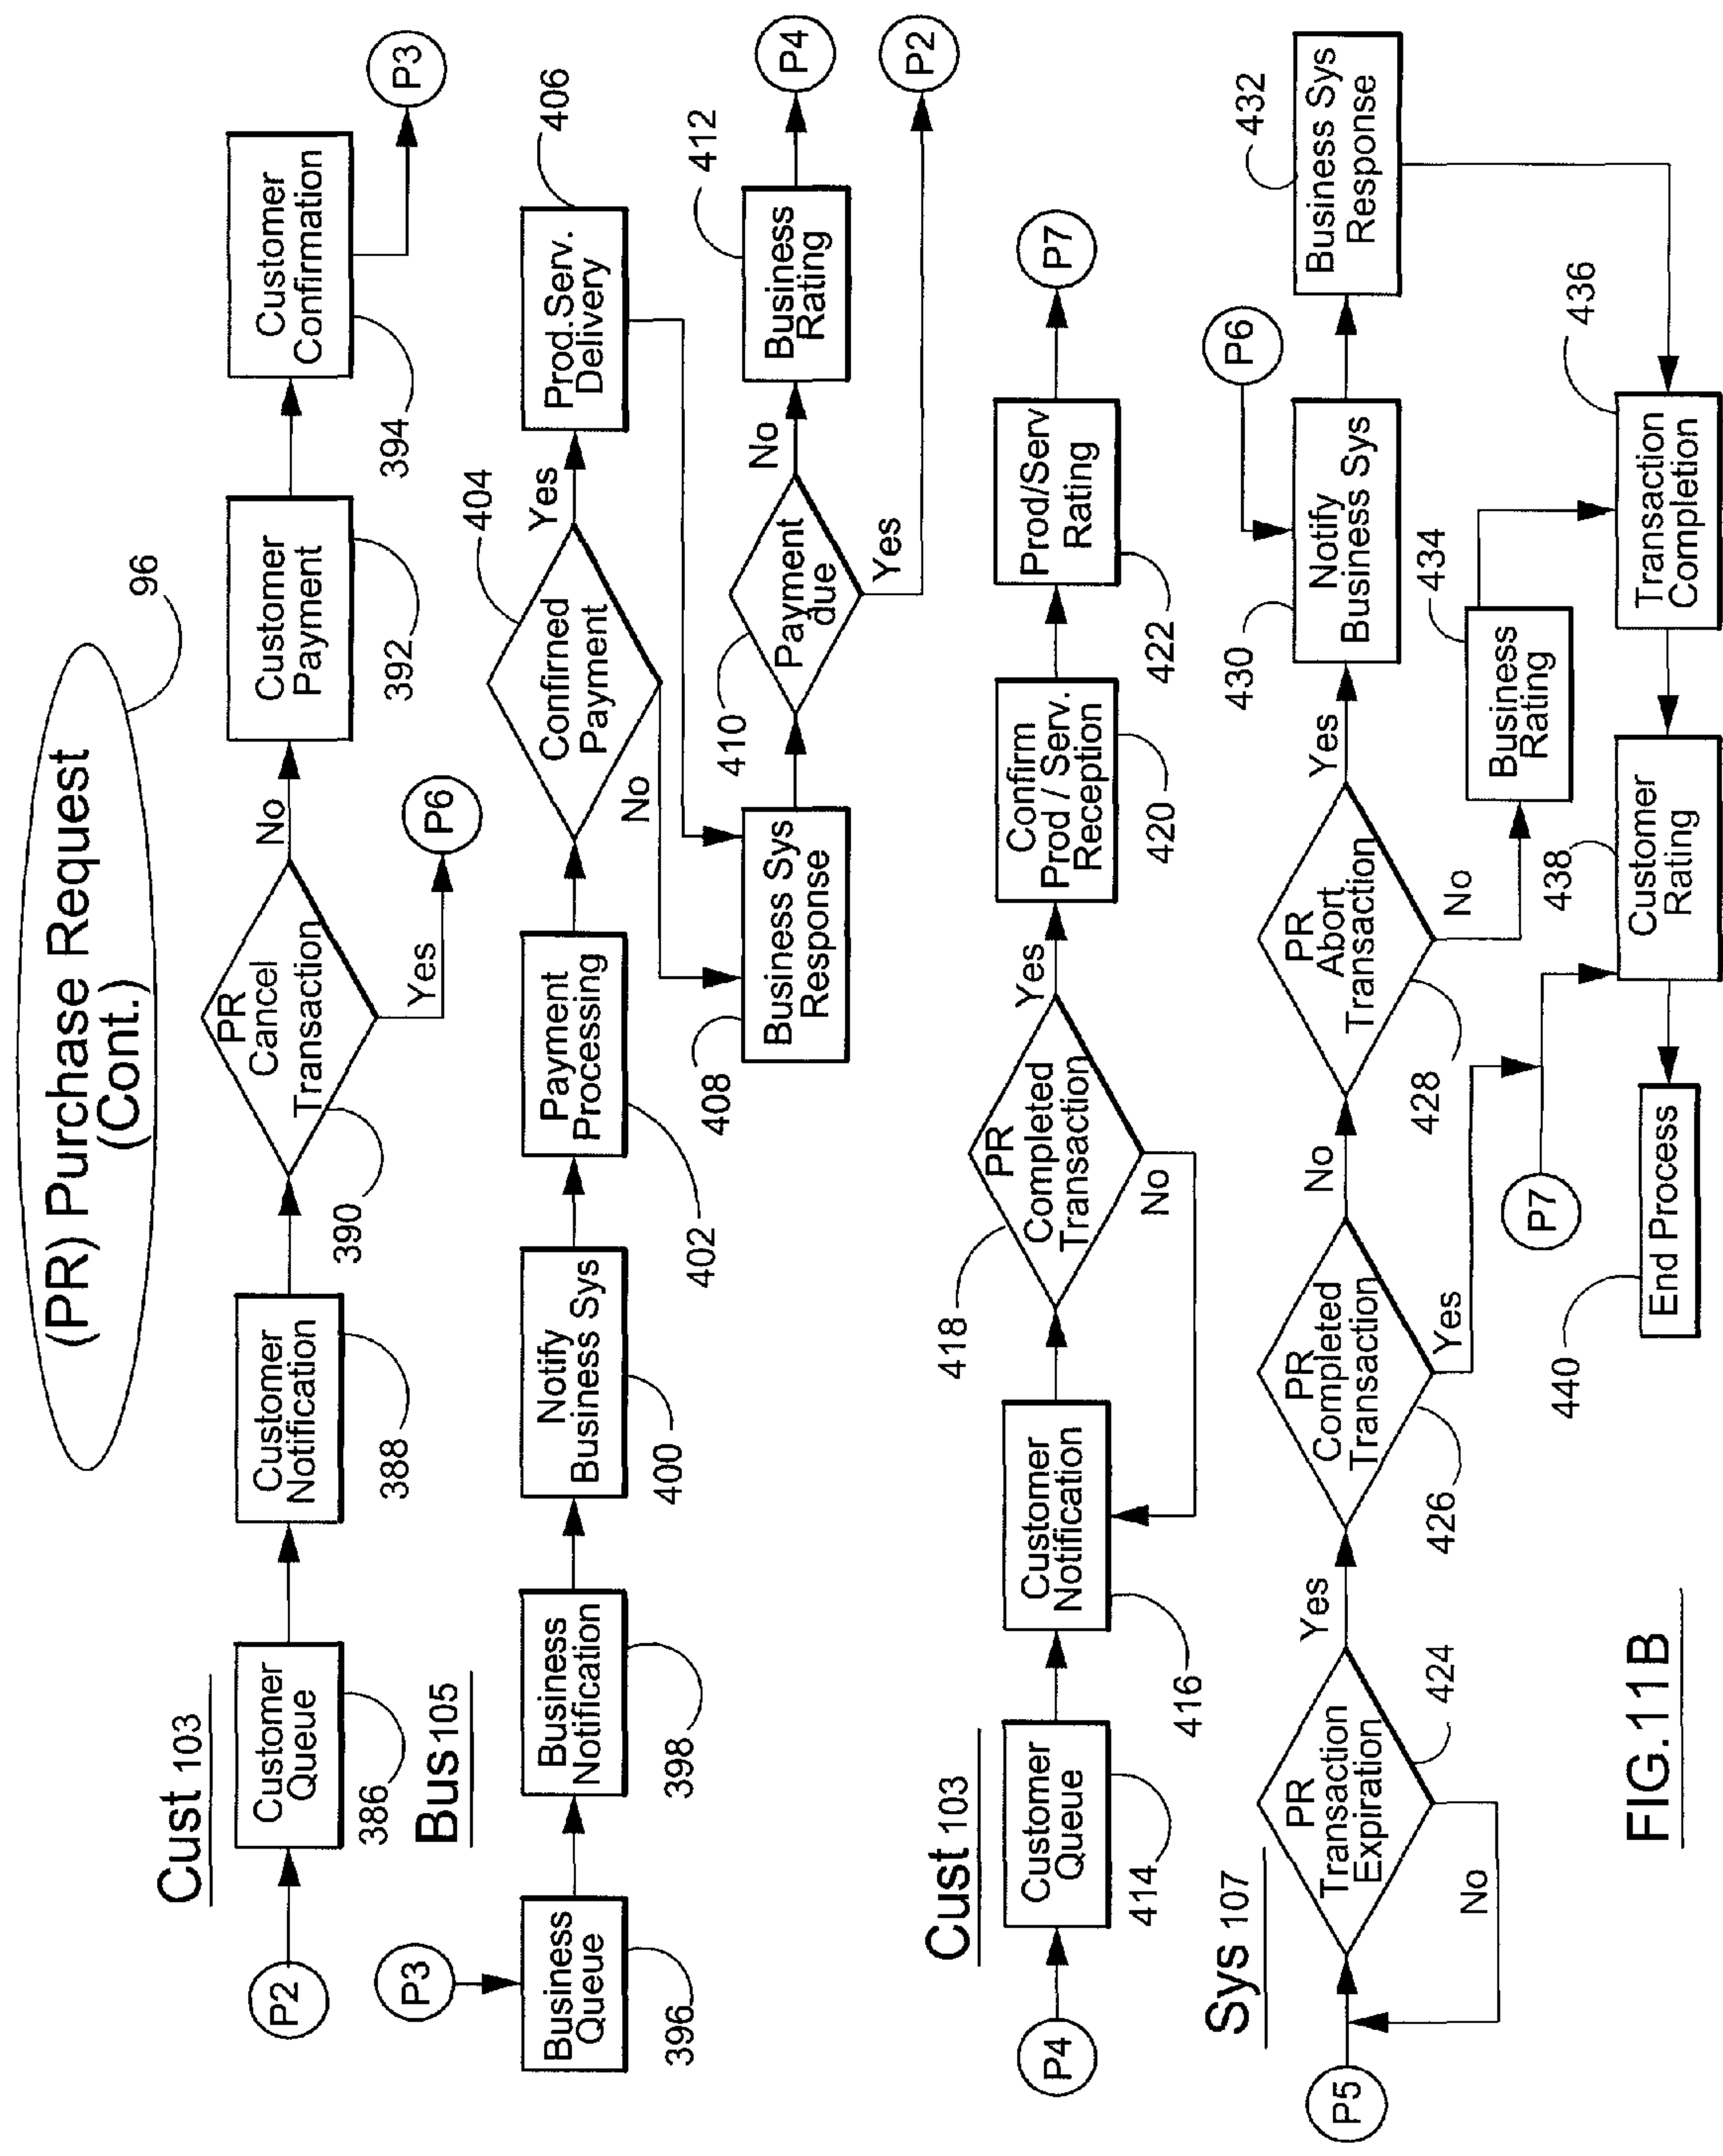 (PR) Purchase Request
(Cont.)
96
Cust 103
P2
Customer
Queue
386
Customer
Notification
388
PR
Cancel
Transaction
390
No
Yes
P6
Customer
Payment
392
Customer
Confirmation
394
P3
Bus 105
P3
Business
Queue
396
Business
Notification
398
Notify
Business Sys
400
Payment
Processing
402
Confirmed
Payment
404
Yes
No
Prod.Serv.
Delivery
406
Business Sys
Response
408
Payment
due
410
No
Yes
Business
Rating
412
P4
P2
Cust 103
P4
Customer
Queue
414
Customer
Notification
416
PR
Completed
Transaction
418
Yes
No
Confirm
Prod / Serv.
Reception
420
Prod/Serv
Rating
422
P7
Sys 107
P5
PR
Transaction
Expiration
424
Yes
No
PR
Completed
Transaction
426
No
Yes
P7
PR
Abort
Transaction
428
Yes
No
Notify
Business Sys
430
P6
Business Sys
Response
432
Business
Rating
434
Transaction
Completion
436
Customer
Rating
438
End Process
440
FIG.11B